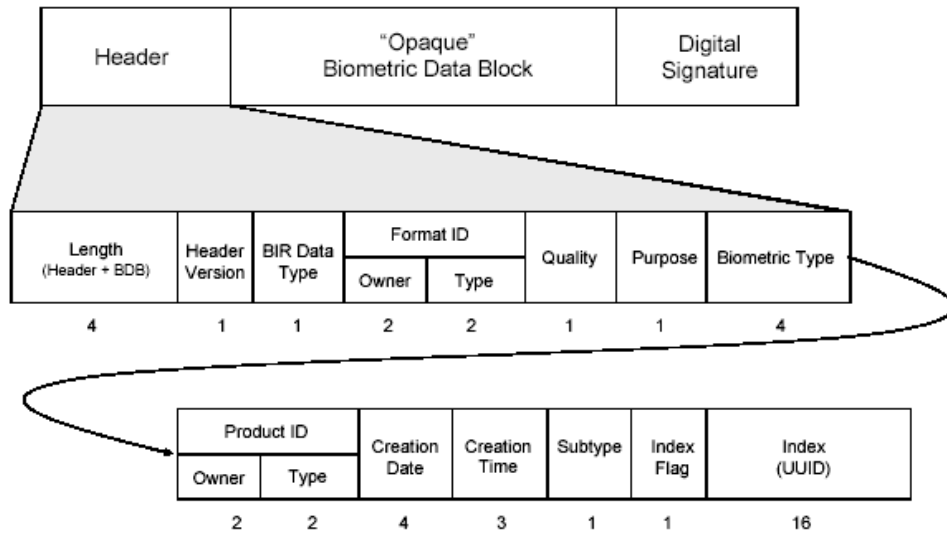 Header
“Opaque”
Biometric Data Block
Digital
Signature
Length
(Header + BDB)
Header
Version
BIR Data
Type
Format ID
Owner
Type
Quality
Purpose
Biometric Type
4
1
1
2
2
1
1
4
Product ID
Owner
Type
Creation
Date
Creation
Time
Subtype
Index
Flag
Index
(UUID)
2
2
4
3
1
1
16